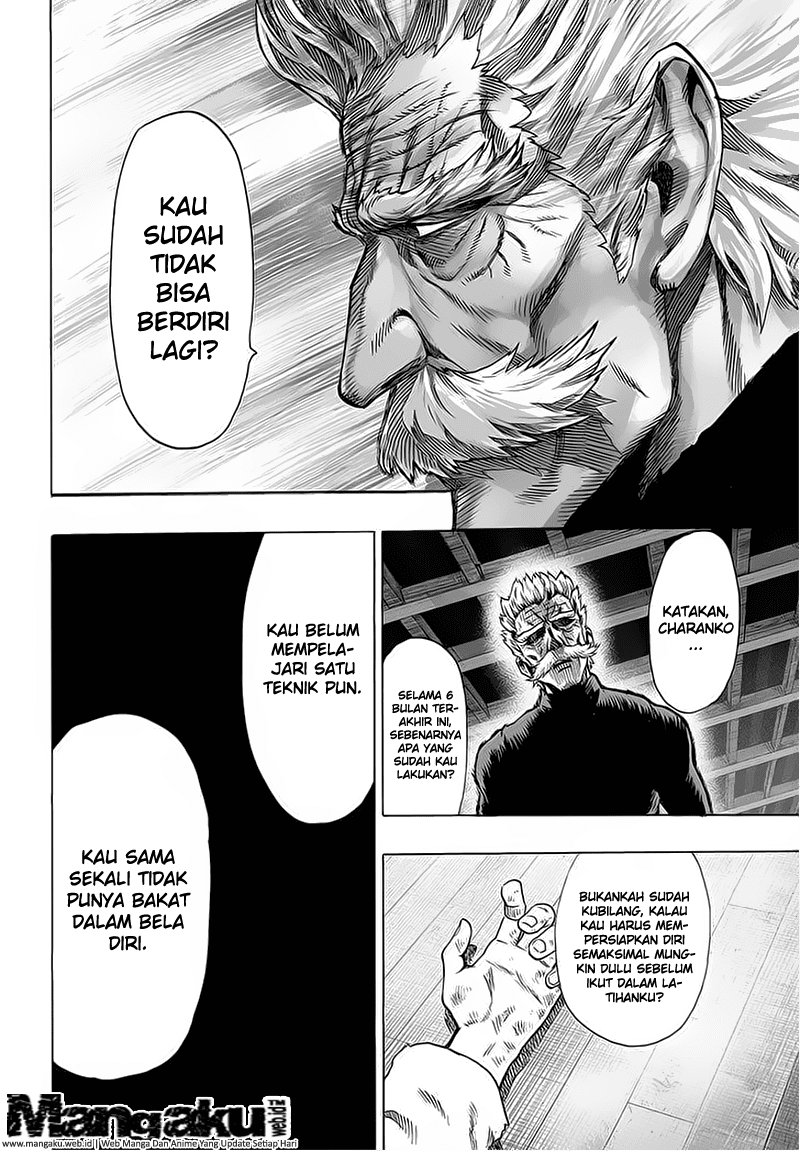 KAU
SUDAH
TIDAK
BISA
BERDIRI
LAGI?
KATAKAN,
CHARANKO
...
SELAMA 6
BULAN TER-
AKHIR INI,
SEBENARNYA
APA YANG
SUDAH KAU
LAKUKAN?
BUKANKAH SUDAH
KUBILANG, KALAU
KAU HARUS MEM-
PERSIAPKAN DIRI
SEMAKSIMAL MUNG-
KIN DULU SEBELUM
IKUT DALAM LA-
TIHANKU?
KAU BELUM
MEMPELA-
JARI SATU
TEKNIK PUN.
KAU SAMA
SEKALI TIDAK
PUNYA BAKAT
DALAM BELA
DIRI.
Mangaku
www.mangaku.web.id | Web Manga Dan Anime Yang Update Setiap Hari